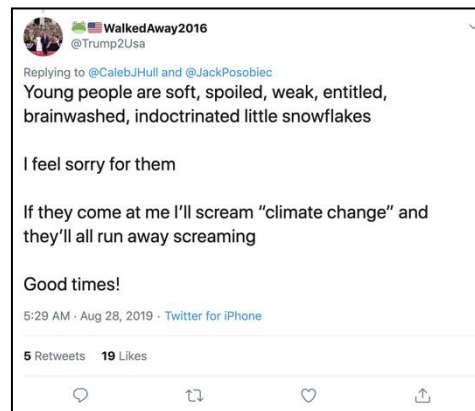 🐸🇺🇸WalkedAway2016
@Trump2Usa
Replying to @CalebJHull and @JackPosobiec
Young people are soft, spoiled, weak, entitled,
brainwashed, indoctrinated little snowflakes
I feel sorry for them
If they come at me I'll scream “climate change” and
they'll all run away screaming
Good times!
5:29 AM · Aug 28, 2019 · Twitter for iPhone
5 Retweets 19 Likes